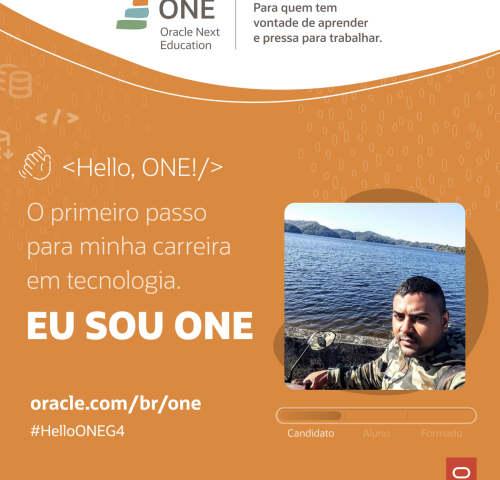 ONE
Oracle Next
Education
Para quem tem
vontade de aprender
e pressa para trabalhar.
</>
<Hello, ONE!/>
O primeiro passo
para minha carreira
em tecnologia.
EU SOU ONE
oracle.com/br/one
#HelloONEG4
Candidato Aluno Formado